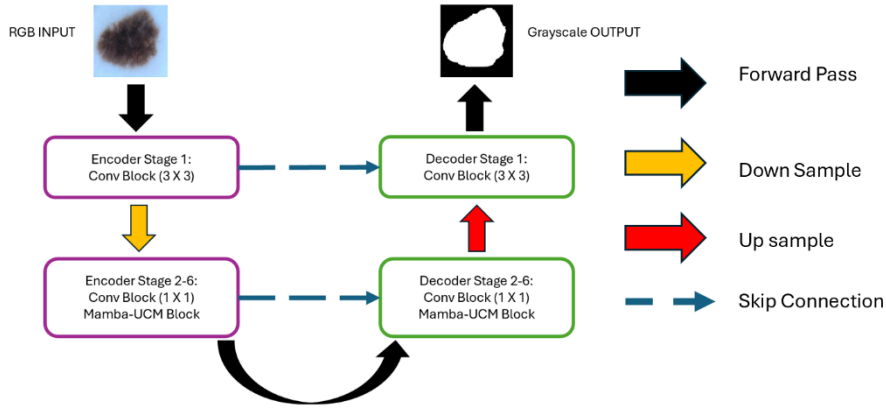 RGB INPUT
Grayscale OUTPUT
Forward Pass
Encoder Stage 1:
Conv Block (3 X 3)
Decoder Stage 1:
Conv Block (3 X 3)
Down Sample
Up sample
Encoder Stage 2-6:
Conv Block (1 X 1)
Mamba-UCM Block
Decoder Stage 2-6:
Conv Block (1 X 1)
Mamba-UCM Block
Skip Connection